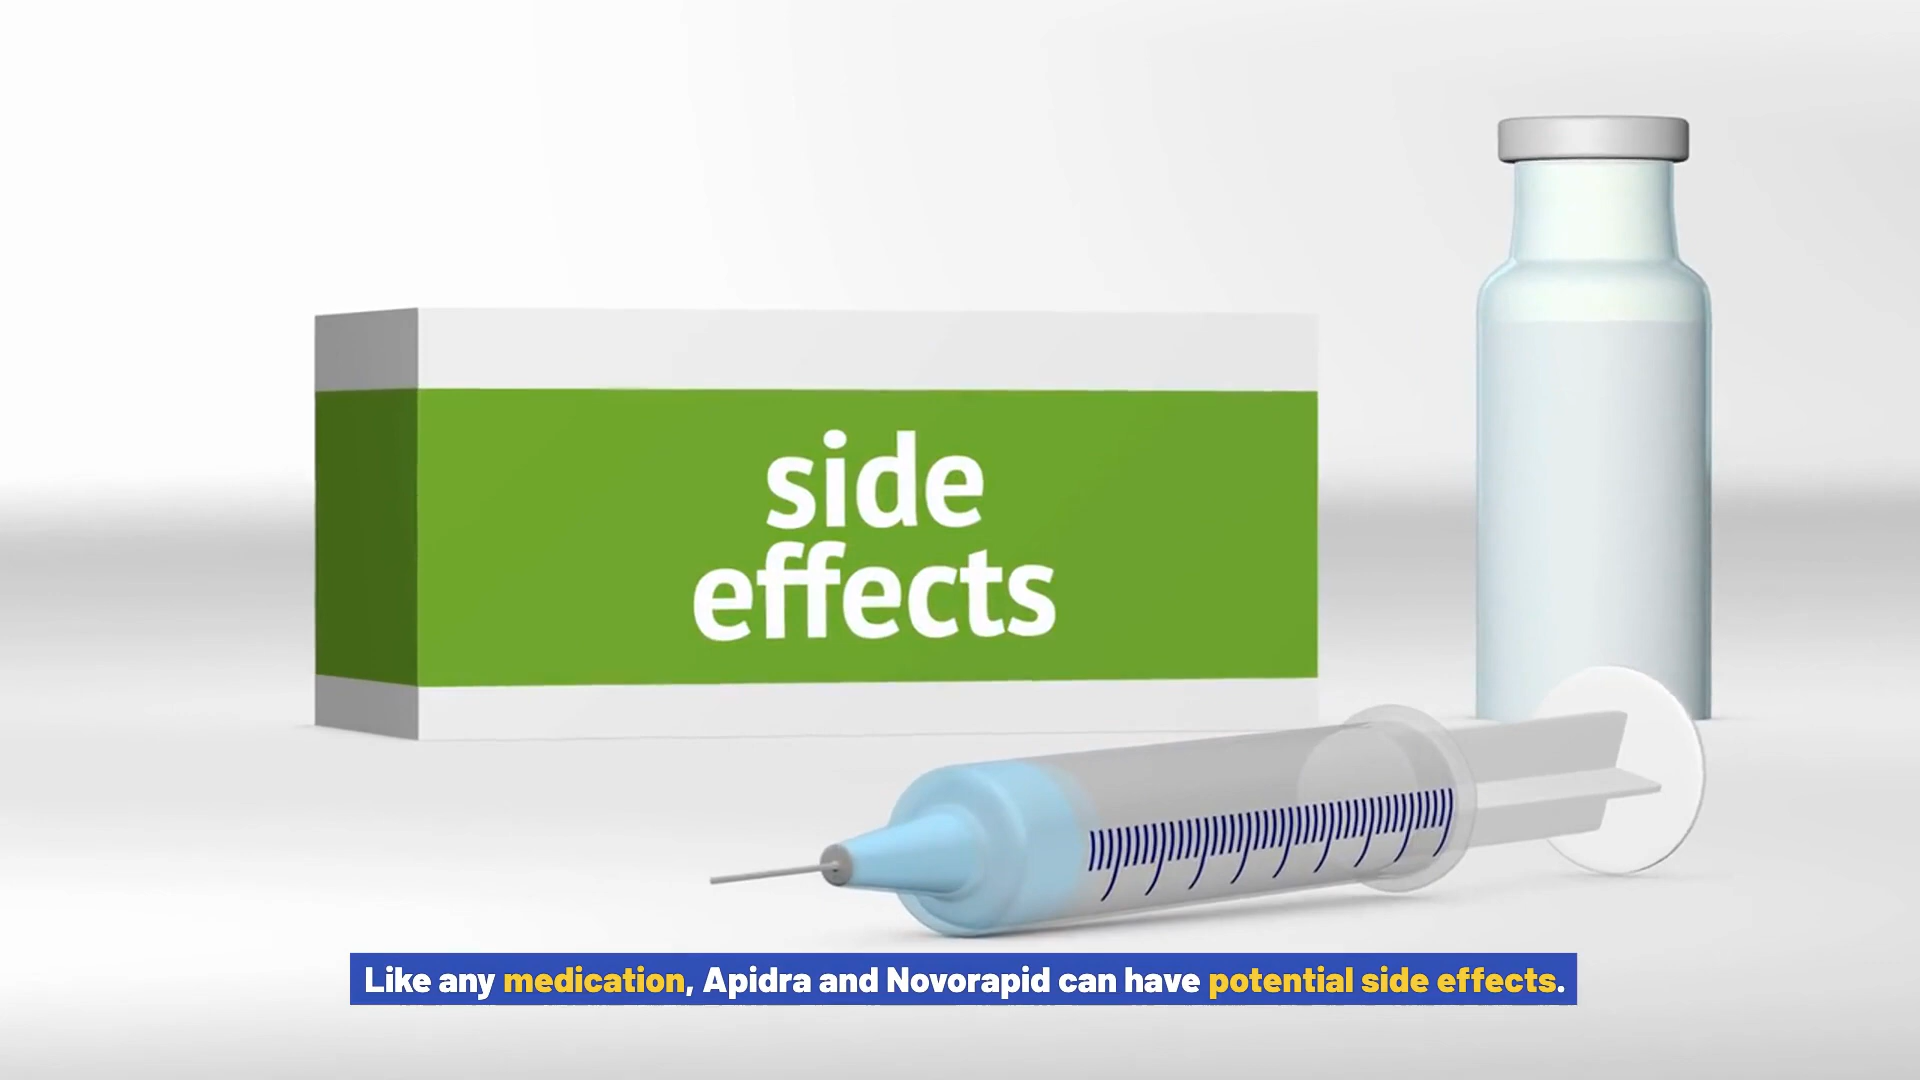 side
effects
Like any medication, Apidra and Novorapid can have potential side effects.